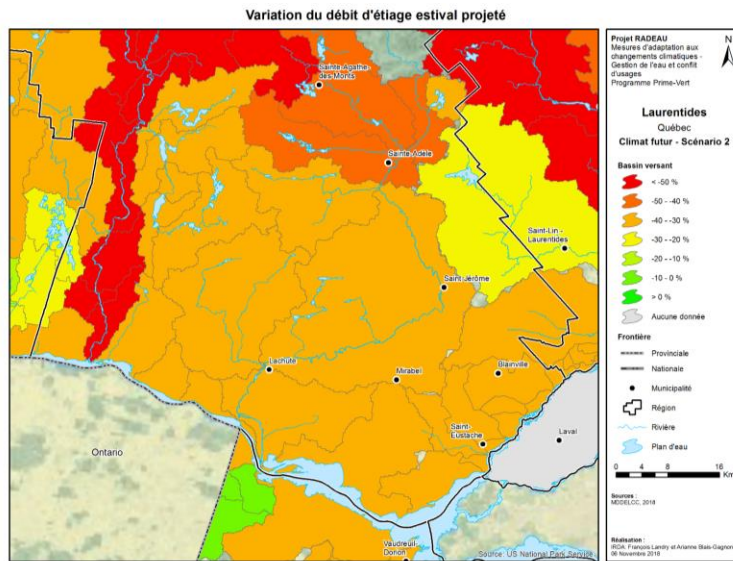 Variation du débit d'étiage estival projeté
Sainte-Agathe-
des-Monts
Sainte-Adèle
Saint-Lin -
Laurentides
Saint-Jérôme
Lachute
Mirabel
Blainville
Saint-
Eustache
Laval
Ontario
Vaudreuil-
Dorion
Source: US National Park Service
Projet RADEAU
Mesures d'adaptation aux
changements climatiques -
Gestion de l'eau et conflit
d'usages
Programme Prime-Vert
N
Laurentides
Québec
Climat futur - Scénario 2
Bassin versant
< -50 %
-50 - -40 %
-40 - -30 %
-30 - -20 %
-20 - -10 %
-10 - 0 %
> 0 %
Aucune donnée
Frontière
Provinciale
Nationale
Municipalité
Région
Rivière
Plan d'eau
0 4 8 16
Km
Sources :
MDDELCC, 2018
Réalisation :
IRDA: François Landry et Arianne Blais-Gagnon
06 Novembre 2018